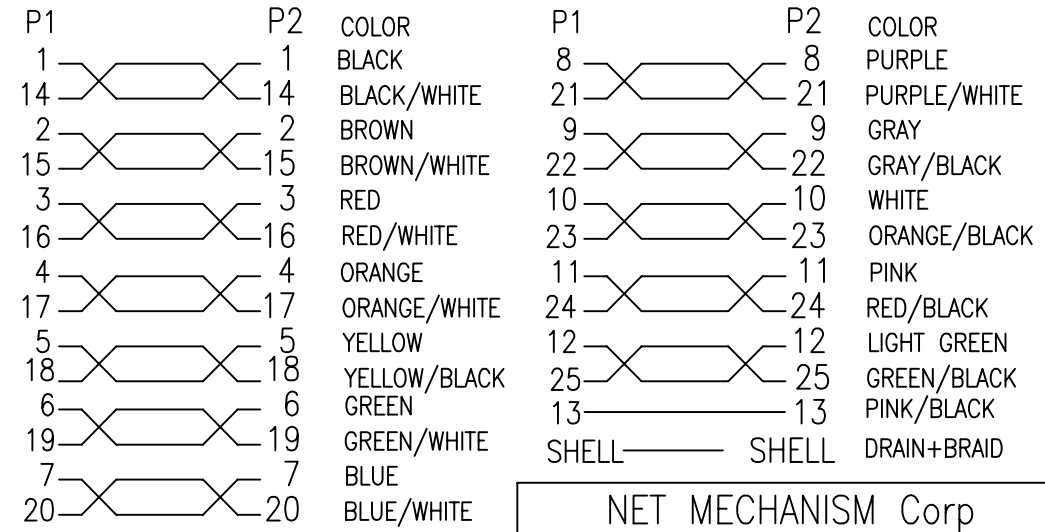 P1 P2 COLOR
1 1 BLACK
14 14 BLACK/WHITE
2 2 BROWN
15 15 BROWN/WHITE
3 3 RED
16 16 RED/WHITE
4 4 ORANGE
17 17 ORANGE/WHITE
5 5 YELLOW
18 18 YELLOW/BLACK
6 6 GREEN
19 19 GREEN/WHITE
7 7 BLUE
20 20 BLUE/WHITE
P1 P2 COLOR
8 8 PURPLE
21 21 PURPLE/WHITE
9 9 GRAY
22 22 GRAY/BLACK
10 10 WHITE
23 23 ORANGE/BLACK
11 11 PINK
24 24 RED/BLACK
12 12 LIGHT GREEN
25 25 GREEN/BLACK
13 13 PINK/BLACK
SHELL SHELL DRAIN+BRAID
NET MECHANISM Corp